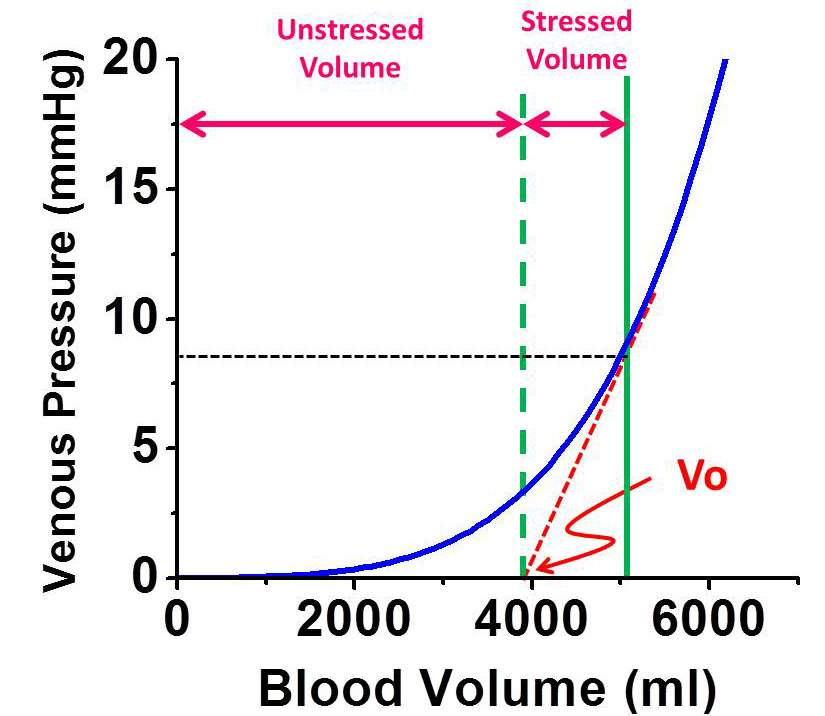 Unstressed
Volume
Stressed
Volume
Venous Pressure (mmHg)
20
15
10
5
0
Vo
0 2000 4000 6000
Blood Volume (ml)